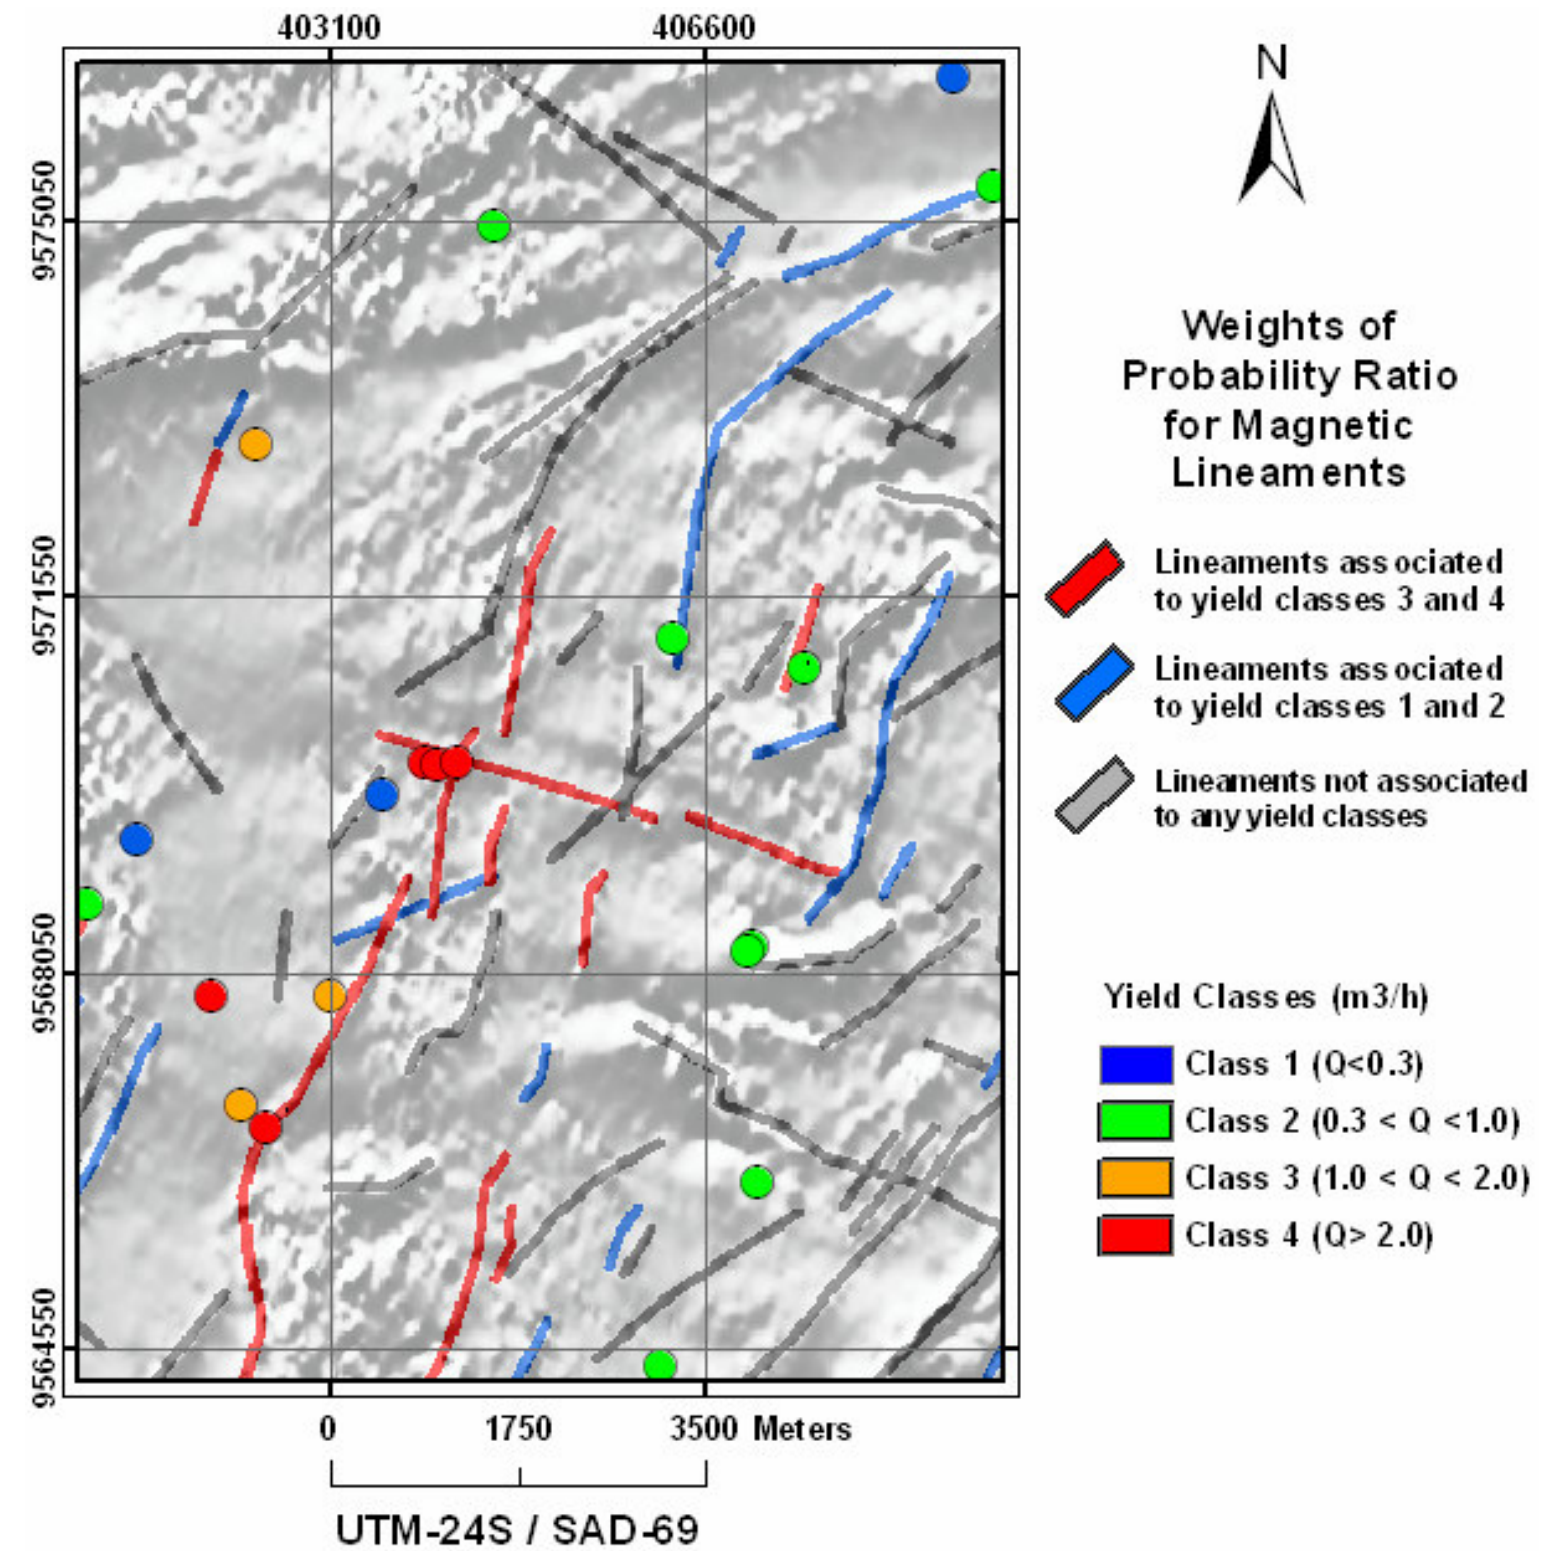 403100 406600
N
9575050
9571550
9568050
9564550
Weights of
Probability Ratio
for Magnetic
Lineaments
Lineaments associated
to yield classes 3 and 4
Lineaments associated
to yield classes 1 and 2
Lineaments not associated
to any yield classes
Yield Classes (m3/h)
Class 1 (Q<0.3)
Class 2 (0.3 < Q <1.0)
Class 3 (1.0 < Q < 2.0)
Class 4 (Q> 2.0)
0 1750 3500 Meters
UTM-24S / SAD-69